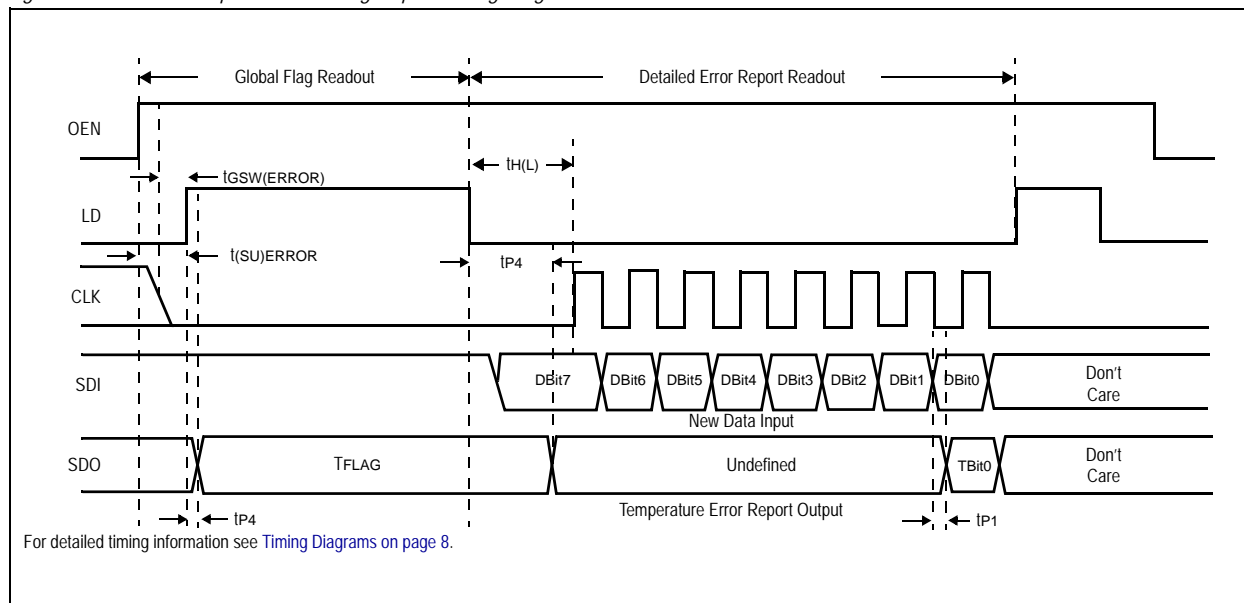 Global Flag Readout
Detailed Error Report Readout
OEN
tH(L)
tGSW(ERROR)
LD
t(SU)ERROR
tP4
CLK
SDI
DBit7 DBit6 DBit5 DBit4 DBit3 DBit2 DBit1 DBit0
Don't
Care
New Data Input
SDO
TFLAG
Undefined
TBit0
Don't
Care
Temperature Error Report Output
tP4
tP1
For detailed timing information see Timing Diagrams on page 8.